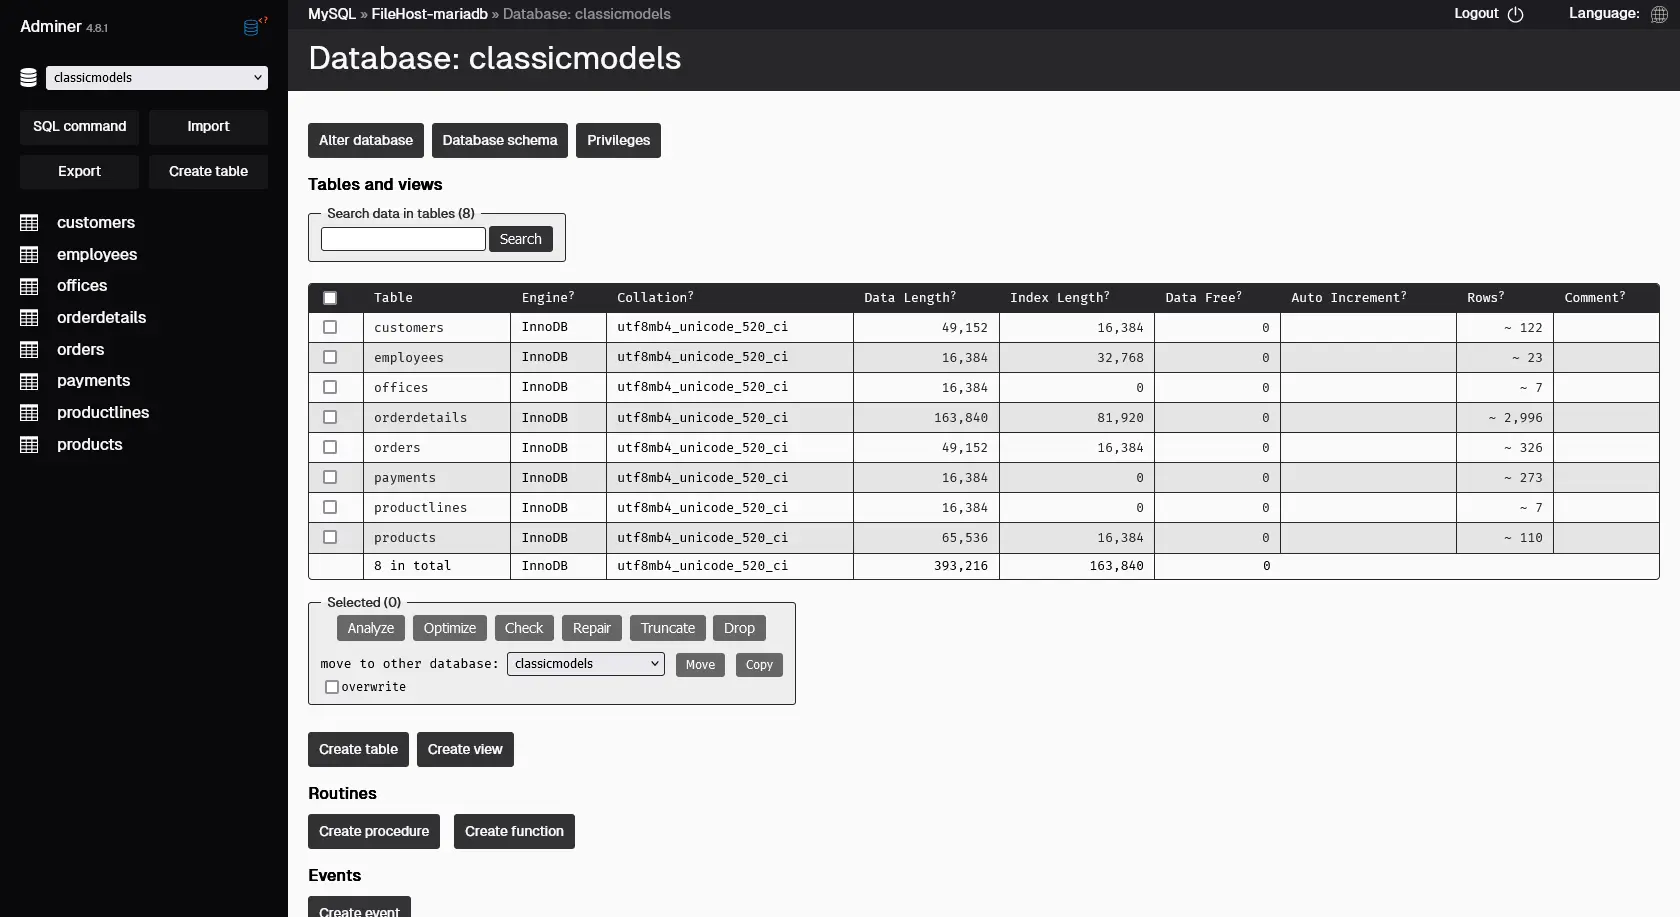 Adminer 4.8.1
classicmodels
SQL command Import
Export Create table
customers
employees
offices
orderdetails
orders
payments
productlines
products
MySQL » FileHost-mariadb » Database: classicmodels
Logout Language:
Database: classicmodels
Alter database Database schema Privileges
Tables and views
Search data in tables (8)
Search
Table Engine? Collation? Data Length? Index Length? Data Free? Auto Increment? Rows? Comment?
customers InnoDB utf8mb4_unicode_520_ci 49,152 16,384 0 ~ 122
employees InnoDB utf8mb4_unicode_520_ci 16,384 32,768 0 ~ 23
offices InnoDB utf8mb4_unicode_520_ci 16,384 0 0 ~ 7
orderdetails InnoDB utf8mb4_unicode_520_ci 163,840 81,920 0 ~ 2,996
orders InnoDB utf8mb4_unicode_520_ci 49,152 16,384 0 ~ 326
payments InnoDB utf8mb4_unicode_520_ci 16,384 0 0 ~ 273
productlines InnoDB utf8mb4_unicode_520_ci 16,384 0 0 ~ 7
products InnoDB utf8mb4_unicode_520_ci 65,536 16,384 0 ~ 110
8 in total InnoDB utf8mb4_unicode_520_ci 393,216 163,840 0
Selected (0)
Analyze Optimize Check Repair Truncate Drop
move to other database: classicmodels Move Copy
overwrite
Create table Create view
Routines
Create procedure Create function
Events
Create event